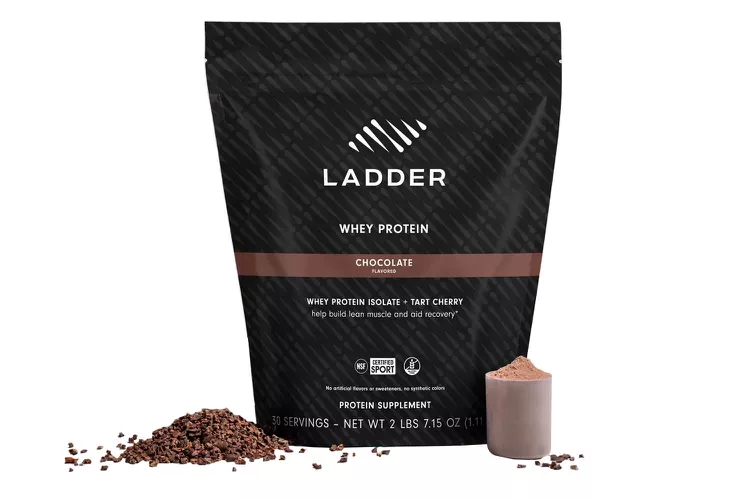 LADDER
WHEY PROTEIN
CHOCOLATE
FLAVORED
WHEY PROTEIN ISOLATE + TART CHERRY
help build lean muscle and aid recovery*
NSF CERTIFIED SPORT
No artificial flavors or sweeteners, no synthetic colors
PROTEIN SUPPLEMENT
30 SERVINGS - NET WT 2 LBS 7.15 OZ (1.11